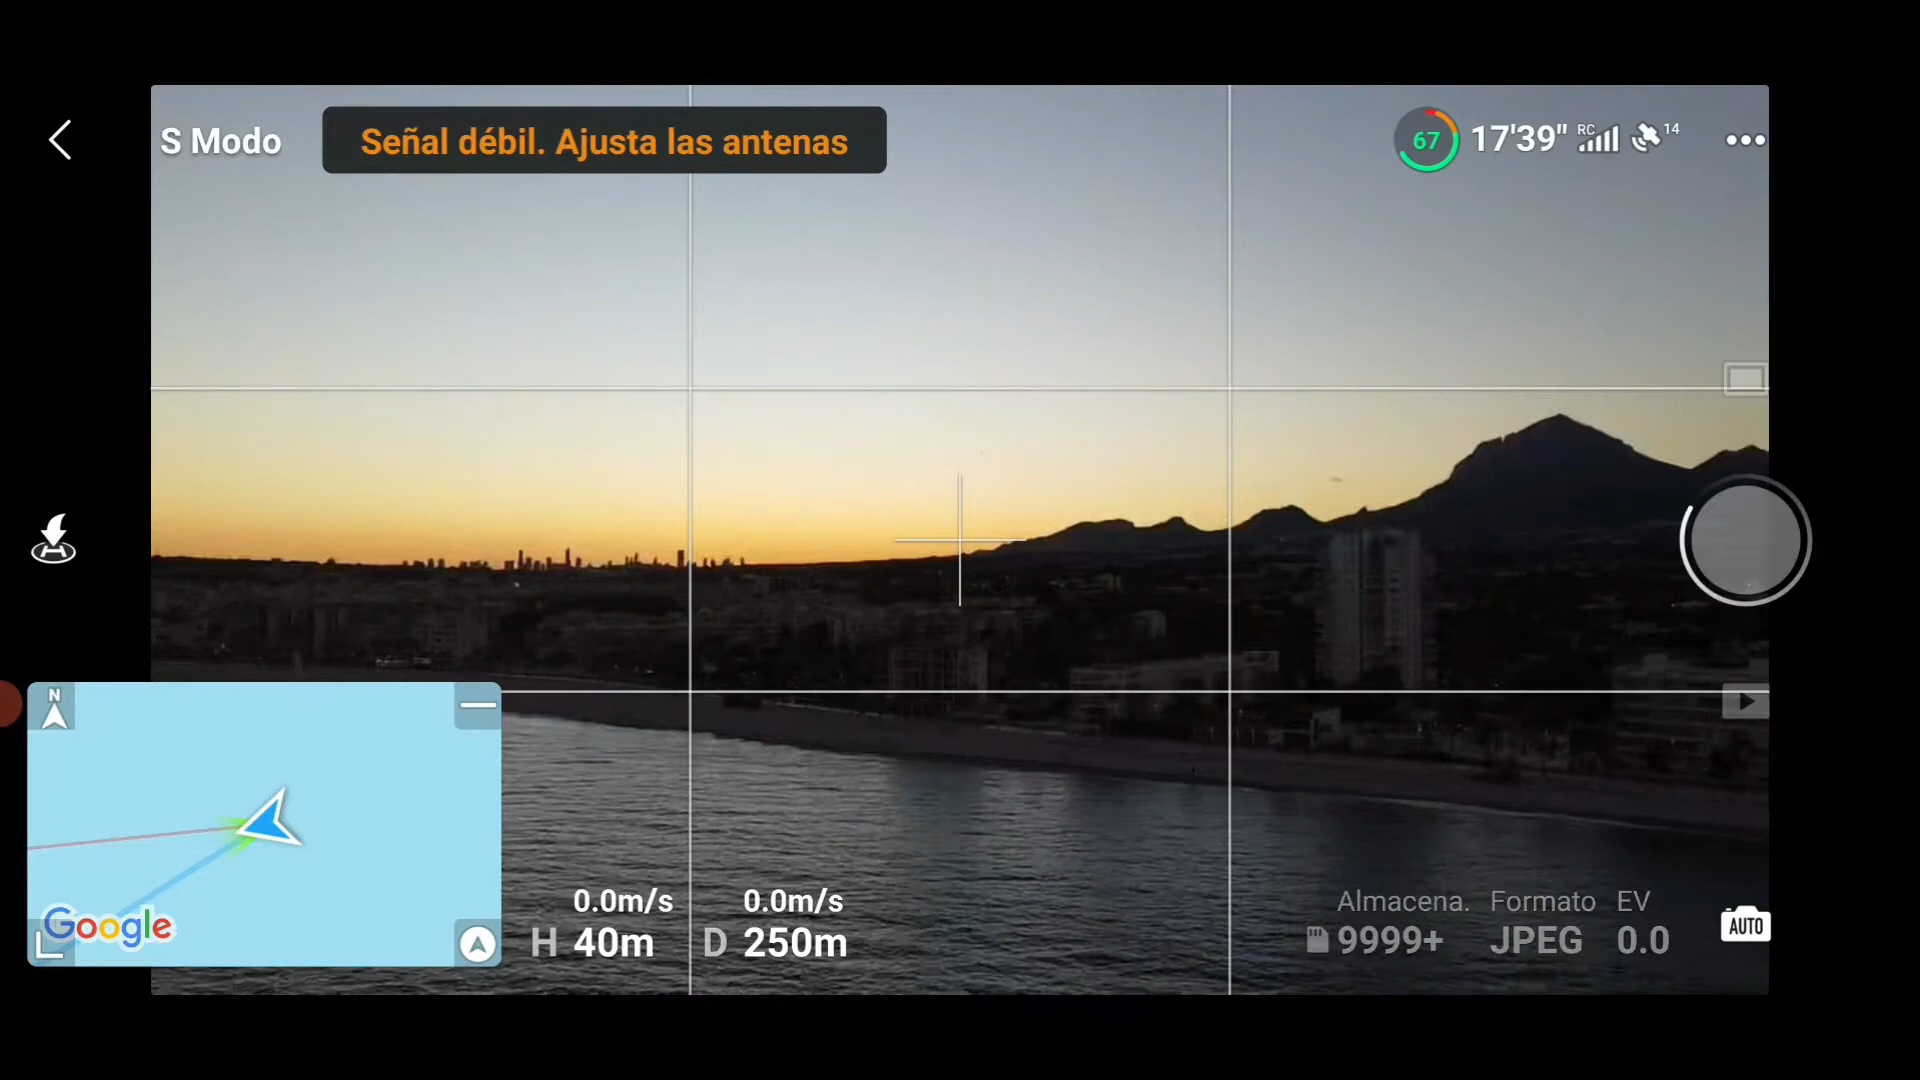 S Modo
Señal débil. Ajusta las antenas
67
17'39"
RC
14
N
Google
0.0m/s
0.0m/s
H 40m
D 250m
Almacena. Formato EV
9999+ JPEG 0.0
AUTO